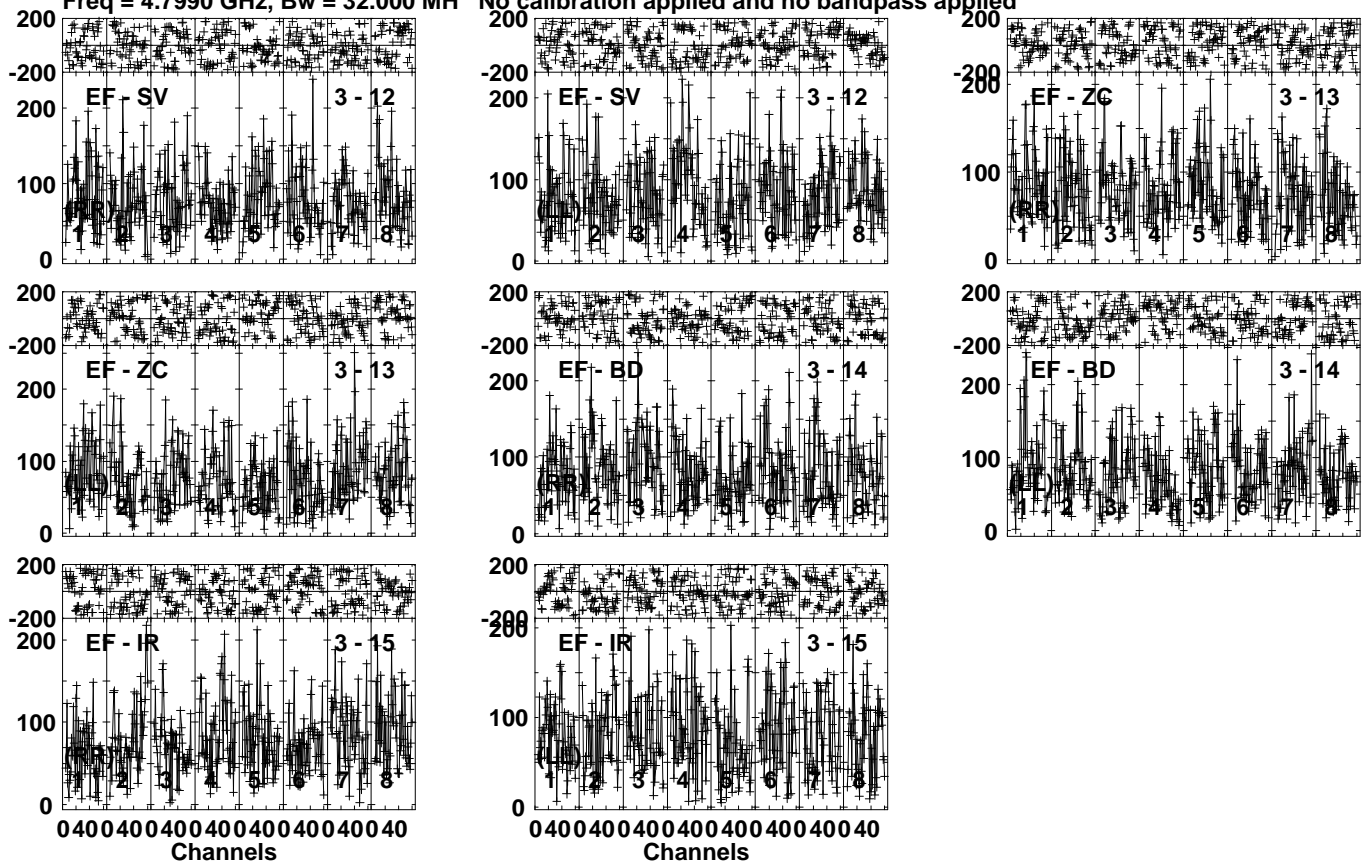 Freq = 4.7990 GHz, Bw = 32.000 MH No calibration applied and no bandpass applied
200 200 200
-200 -200 -200
EF - SV 3 - 12 EF - SV 3 - 12 EF - ZC 3 - 13
200 200 200
100 100 100
(RR) (LL) (RR)
1 2 3 4 5 6 7 8 1 2 3 4 5 6 7 8 1 2 3 4 5 6 7 8
0 0 0
200 200 200
-200 -200 -200
EF - ZC 3 - 13 EF - BD 3 - 14 EF - BD 3 - 14
200 200 200
100 100 100
(LL) (RR) (LL)
1 2 3 4 5 6 7 8 1 2 3 4 5 6 7 8 1 2 3 4 5 6 7 8
0 0 0
200 200
-200 -200
EF - IR 3 - 15 EF - IR 3 - 15
200 200
100 100
(RR) (LL)
1 2 3 4 5 6 7 8 1 2 3 4 5 6 7 8
0 0
0 40 0 40 0 40 0 40 0 40 0 40 0 40 0 40 0 40 0 40 0 40 0 40 0 40 0 40 0 40 0 40
Channels Channels